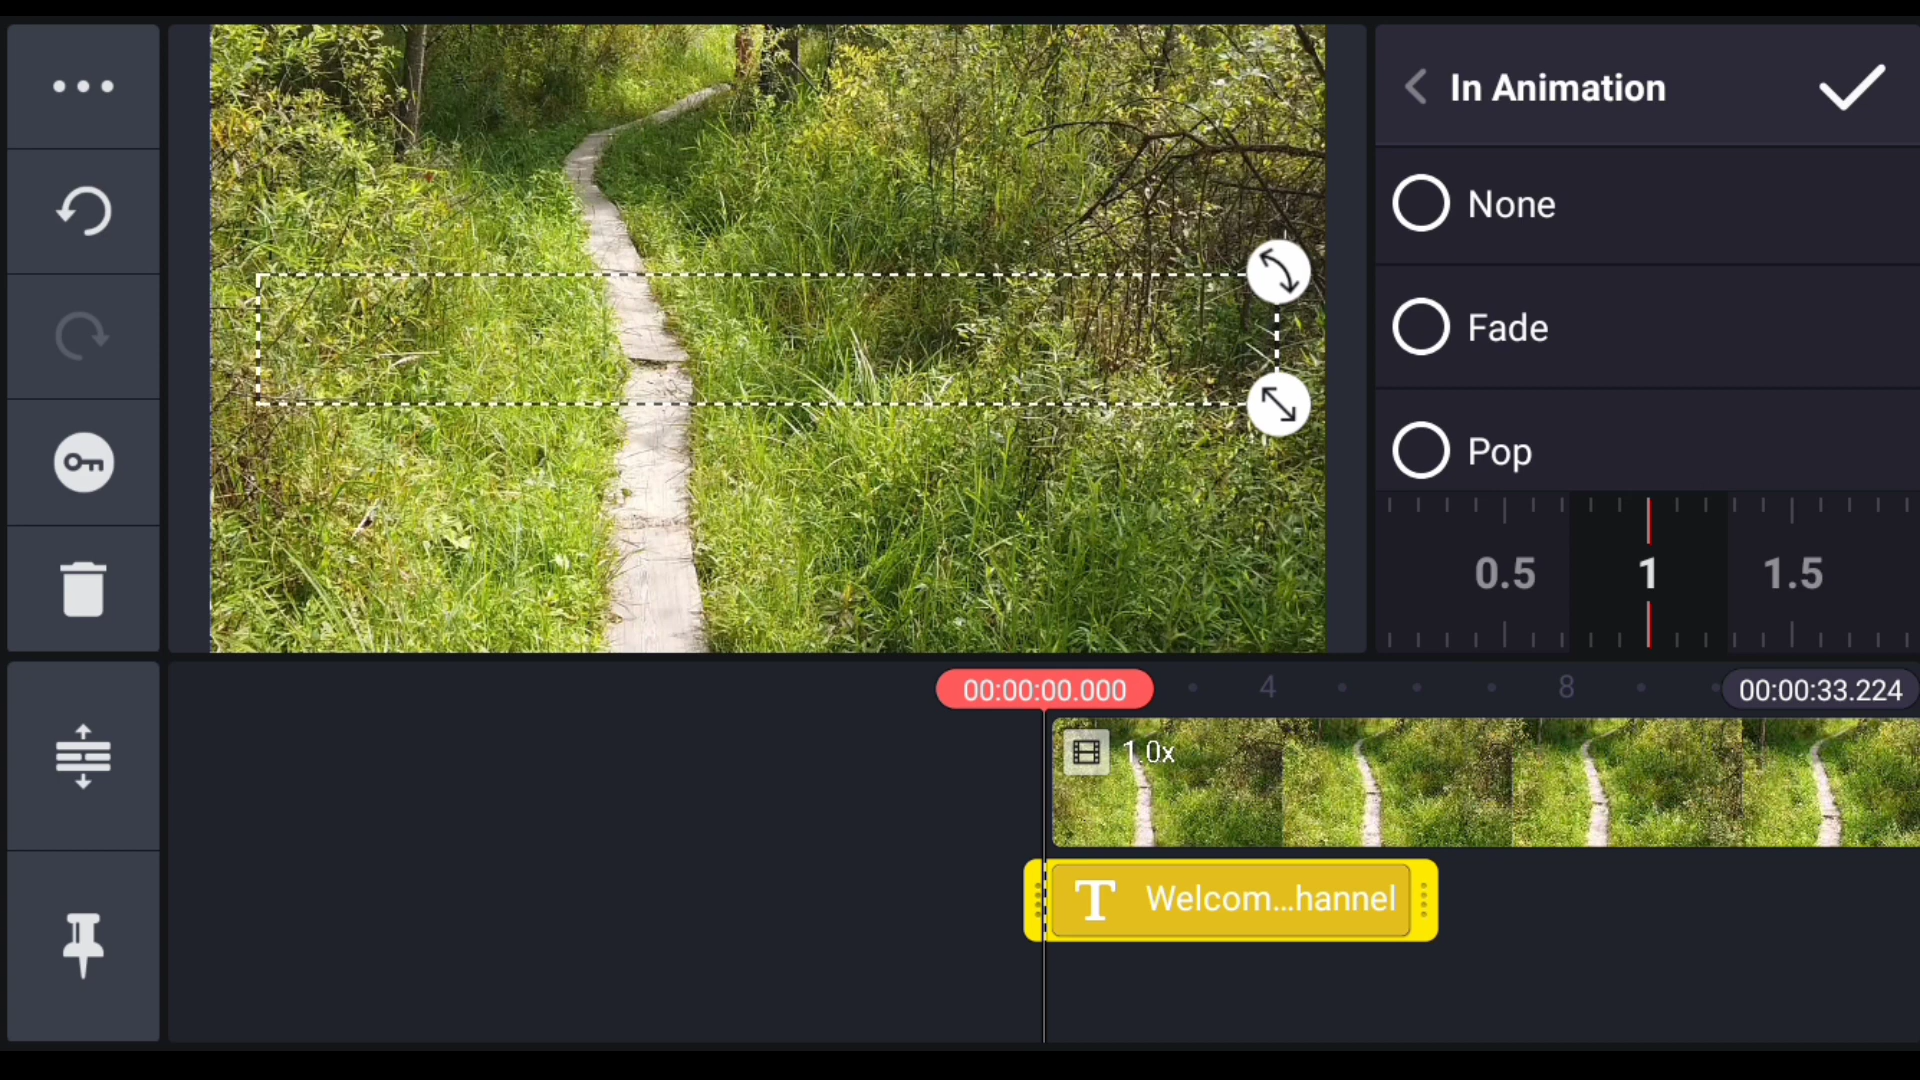 In Animation
None
Fade
Pop
0.5 1 1.5
00:00:00.000 4 8 00:00:33.224
1.0x
T Welcom...hannel